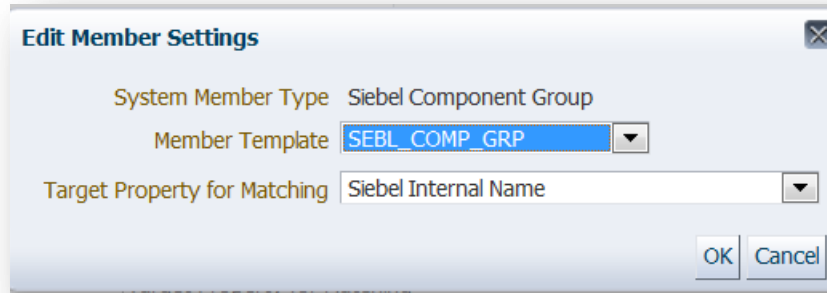 Edit Member Settings
System Member Type Siebel Component Group
Member Template SEBL_COMP_GRP
Target Property for Matching Siebel Internal Name
OK Cancel